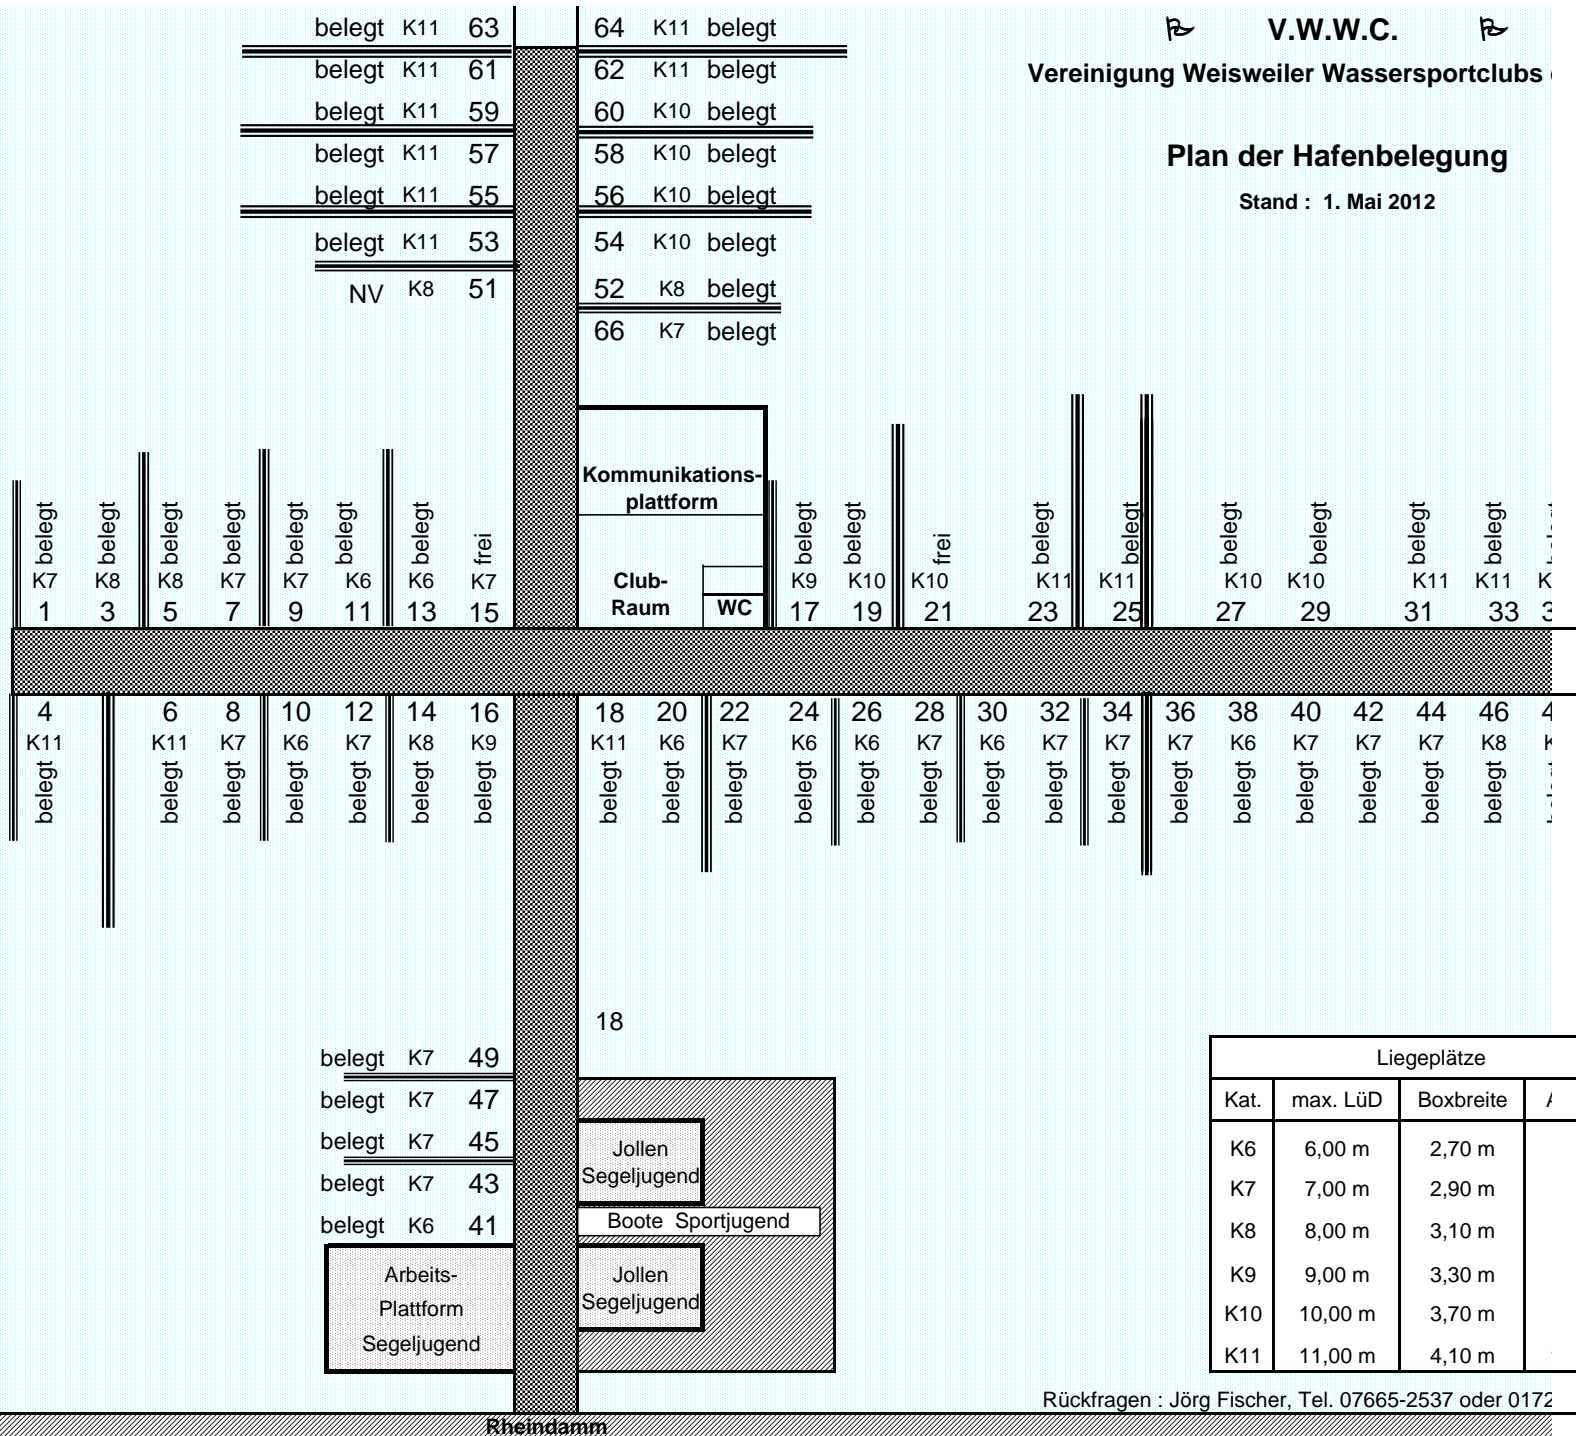 V.W.W.C.
Vereinigung Weisweiler Wassersportclubs
Plan der Hafenbelegung
Stand : 1. Mai 2012
belegt K11 63 64 K11 belegt
belegt K11 61 62 K11 belegt
belegt K11 59 60 K10 belegt
belegt K11 57 58 K10 belegt
belegt K11 55 56 K10 belegt
belegt K11 53 54 K10 belegt
NV K8 51 52 K8 belegt
66 K7 belegt
Kommunikations-
plattform
Club-
Raum
WC
belegt belegt belegt belegt belegt belegt belegt frei belegt belegt frei belegt belegt belegt belegt belegt belegt
K7 K8 K8 K7 K7 K6 K6 K7 K9 K10 K10 K11 K11 K10 K10 K11 K11
1 3 5 7 9 11 13 15 17 19 21 23 25 27 29 31 33
4 6 8 10 12 14 16 18 20 22 24 26 28 30 32 34 36 38 40 42 44 46
K11 K11 K7 K6 K7 K8 K9 K11 K6 K7 K6 K6 K7 K6 K7 K7 K7 K6 K7 K7 K7 K8
belegt belegt belegt belegt belegt belegt belegt belegt belegt belegt belegt belegt belegt belegt belegt belegt belegt belegt belegt belegt belegt belegt
18
belegt K7 49
belegt K7 47
belegt K7 45
belegt K7 43
belegt K6 41
Arbeits-
Plattform
Segeljugend
Jollen
Segeljugend
Boote Sportjugend
Jollen
Segeljugend
Liegeplätze
Kat. max. LüD Boxbreite
K6 6,00 m 2,70 m
K7 7,00 m 2,90 m
K8 8,00 m 3,10 m
K9 9,00 m 3,30 m
K10 10,00 m 3,70 m
K11 11,00 m 4,10 m
Rückfragen : Jörg Fischer, Tel. 07665-2537 oder 0172
Rheindamm